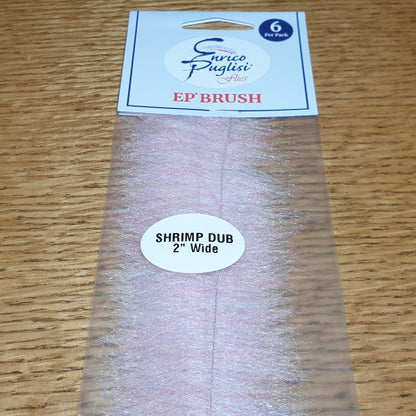 6
Per Pack
Enrico
Puglisi
Flies
EP BRUSH
SHRIMP DUB
2" Wide